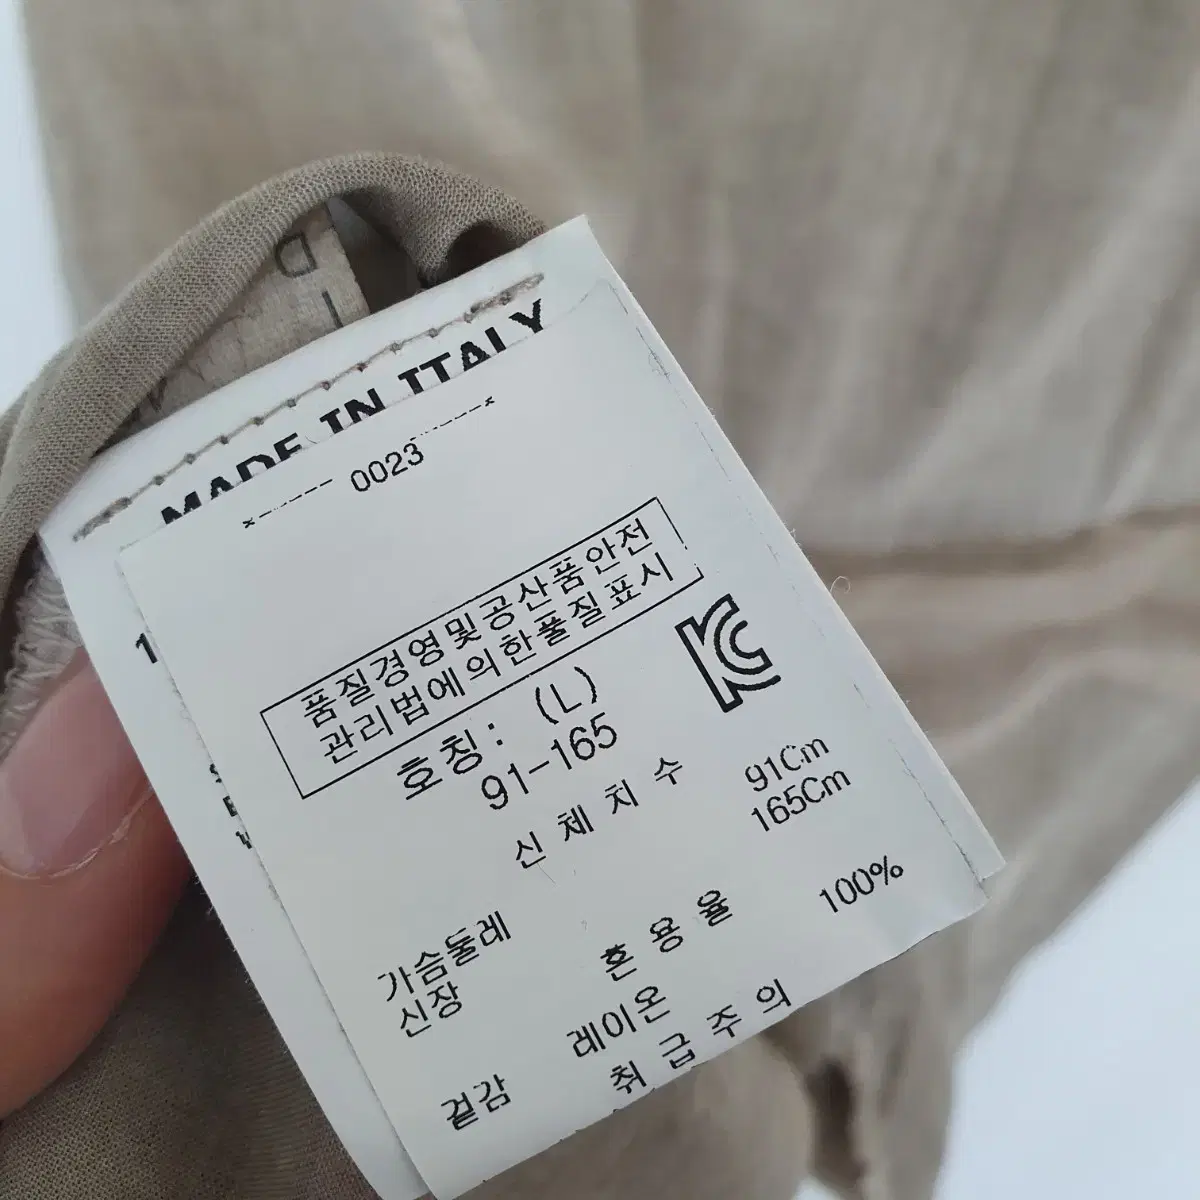 MADE IN ITALY
0023
품질경영및공산품안전
관리법에의한품질표시
호칭: (L)
91-165
신체치수
가슴둘레 91Cm
신장 165Cm
혼용율
겉감 레이온 100%
취급주의